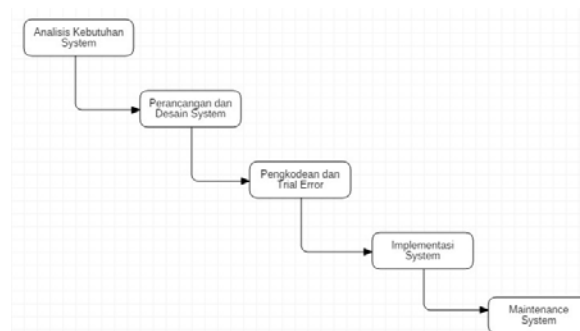 Analisis Kebutuhan
System
Perancangan dan
Desain System
Pengkodean dan
Trial Error
Implementasi
System
Maintenance
System